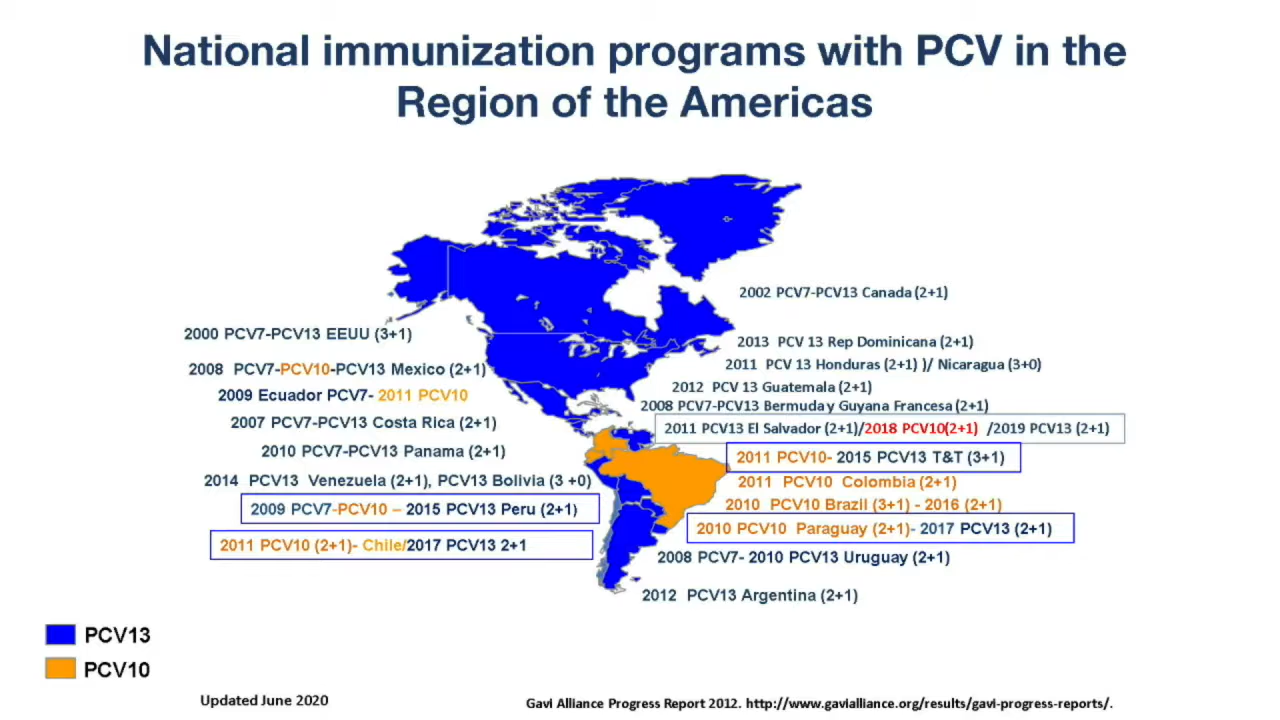 National immunization programs with PCV in the
Region of the Americas
2002 PCV7-PCV13 Canada (2+1)
2000 PCV7-PCV13 EEUU (3+1)
2013 PCV 13 Rep Dominicana (2+1)
2008 PCV7-PCV10-PCV13 Mexico (2+1)
2011 PCV 13 Honduras (2+1) )/ Nicaragua (3+0)
2009 Ecuador PCV7- 2011 PCV10
2012 PCV 13 Guatemala (2+1)
2008 PCV7-PCV13 Bermuda y Guyana Francesa (2+1)
2007 PCV7-PCV13 Costa Rica (2+1)
2011 PCV13 El Salvador (2+1)/2018 PCV10(2+1) /2019 PCV13 (2+1)
2010 PCV7-PCV13 Panama (2+1)
2011 PCV10- 2015 PCV13 T&T (3+1)
2014 PCV13 Venezuela (2+1), PCV13 Bolivia (3 +0)
2011 PCV10 Colombia (2+1)
2009 PCV7-PCV10 – 2015 PCV13 Peru (2+1)
2010 PCV10 Brazil (3+1) - 2016 (2+1)
2010 PCV10 Paraguay (2+1)- 2017 PCV13 (2+1)
2011 PCV10 (2+1)- Chile/2017 PCV13 2+1
2008 PCV7- 2010 PCV13 Uruguay (2+1)
2012 PCV13 Argentina (2+1)
PCV13
PCV10
Updated June 2020
Gavi Alliance Progress Report 2012. http://www.gavialliance.org/results/gavi-progress-reports/.